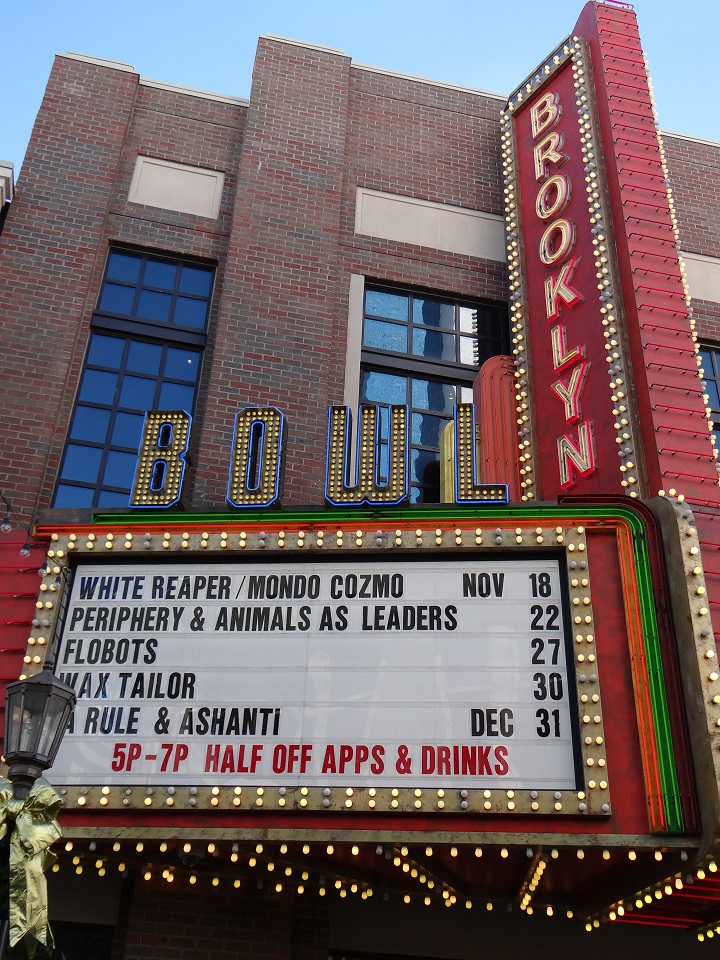 BROOKLYN
BOWL
WHITE REAPER/MONDO COZMO NOV 18
PERIPHERY & ANIMALS AS LEADERS 22
FLOBOTS 27
WAX TAILOR 30
A RULE & ASHANTi DEC 31
5P-7P HALF OFF APPS & DRINKS